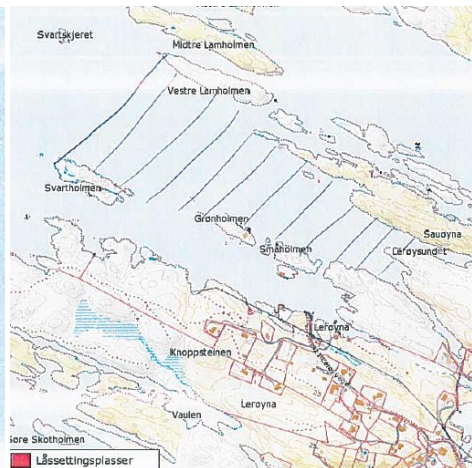 Svartskjeret
Midtre Lamholmen
Vestre Lamholmen
Svartholmen
Grønholmen
Småholmen
Sauøyna
Lerøysundet
Lerøyna
Knoppsteinen
Lerøyna
Vaulen
Søre Skotholmen
Låssettingsplasser